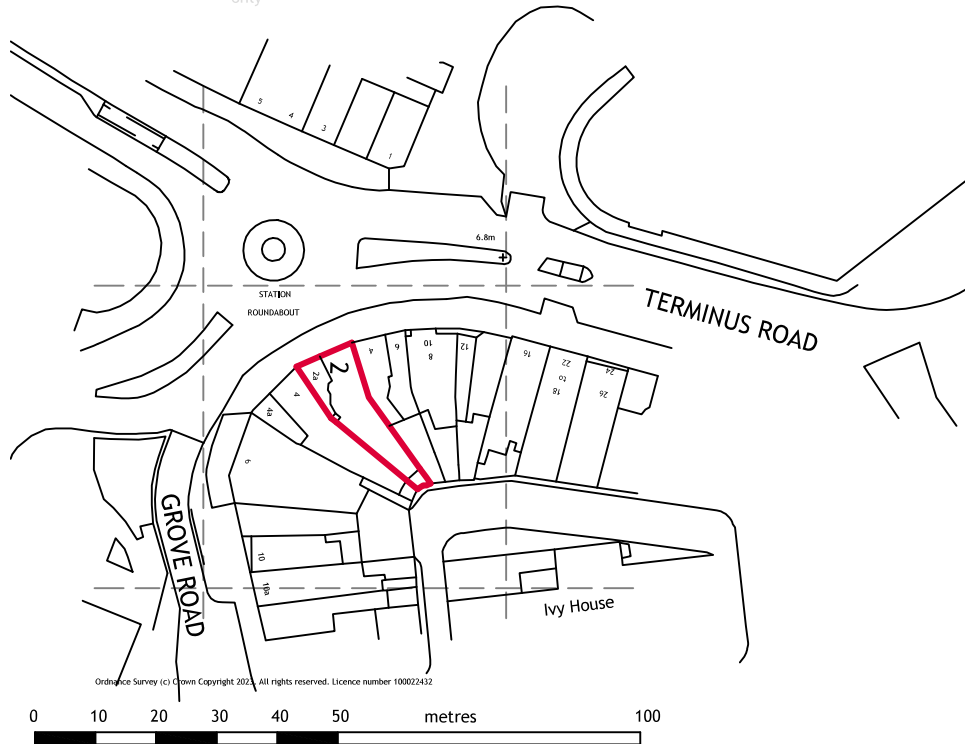 5
4
3
1
6.8m
STATION
ROUNDABOUT
TERMINUS ROAD
2
2a
4
6
10
8
12
16
22
to
18
24
26
4
4a
6
GROVE ROAD
10
10a
Ivy House
Ordnance Survey (c) Crown Copyright 2023. All rights reserved. Licence number 100022432
0 10 20 30 40 50 metres 100